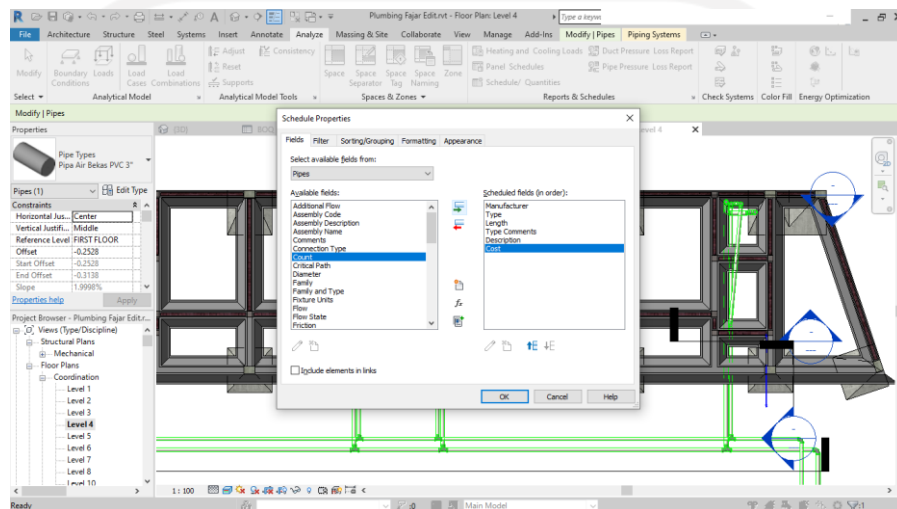 Plumbing Fajar Edit.rvt - Floor Plan: Level 4
Type a keyw
File Architecture Structure Steel Systems Insert Annotate Analyze Massing & Site Collaborate View Manage Add-Ins Modify | Pipes Piping Systems
Modify Boundary Conditions Loads Load Cases Load Combinations
Adjust Consistency
Reset
Supports
Space Space Separator Space Tag Space Naming Zone
Heating and Cooling Loads Duct Pressure Loss Report
Panel Schedules Pipe Pressure Loss Report
Schedule/ Quantities
Select Analytical Model Analytical Model Tools Spaces & Zones Reports & Schedules Check Systems Color Fill Energy Optimization
Modify | Pipes
Properties
Pipe Types
Pipa Air Bekas PVC 3"
Pipes (1) Edit Type
Constraints
Horizontal Jus... Center
Vertical Justifi... Middle
Reference Level FIRST FLOOR
Offset -0.2528
Start Offset -0.2528
End Offset -0.3138
Slope 1.9998%
Properties help Apply
Project Browser - Plumbing Fajar Edit.r...
Views (Type/Discipline)
Structural Plans
Mechanical
Floor Plans
Coordination
Level 1
Level 2
Level 3
Level 4
Level 5
Level 6
Level 7
Level 8
Level 10
{3D}
BOQ
evel 4
Schedule Properties
Fields Filter Sorting/Grouping Formatting Appearance
Select available fields from:
Pipes
Available fields:
Additional Flow
Assembly Code
Assembly Description
Assembly Name
Comments
Connection Type
Count
Critical Path
Diameter
Family
Family and Type
Fixture Units
Flow
Flow State
Friction
Scheduled fields (in order):
Manufacturer
Type
Length
Type Comments
Description
Cost
Include elements in links
OK Cancel Help
1 : 100
Ready :0 Main Model :1